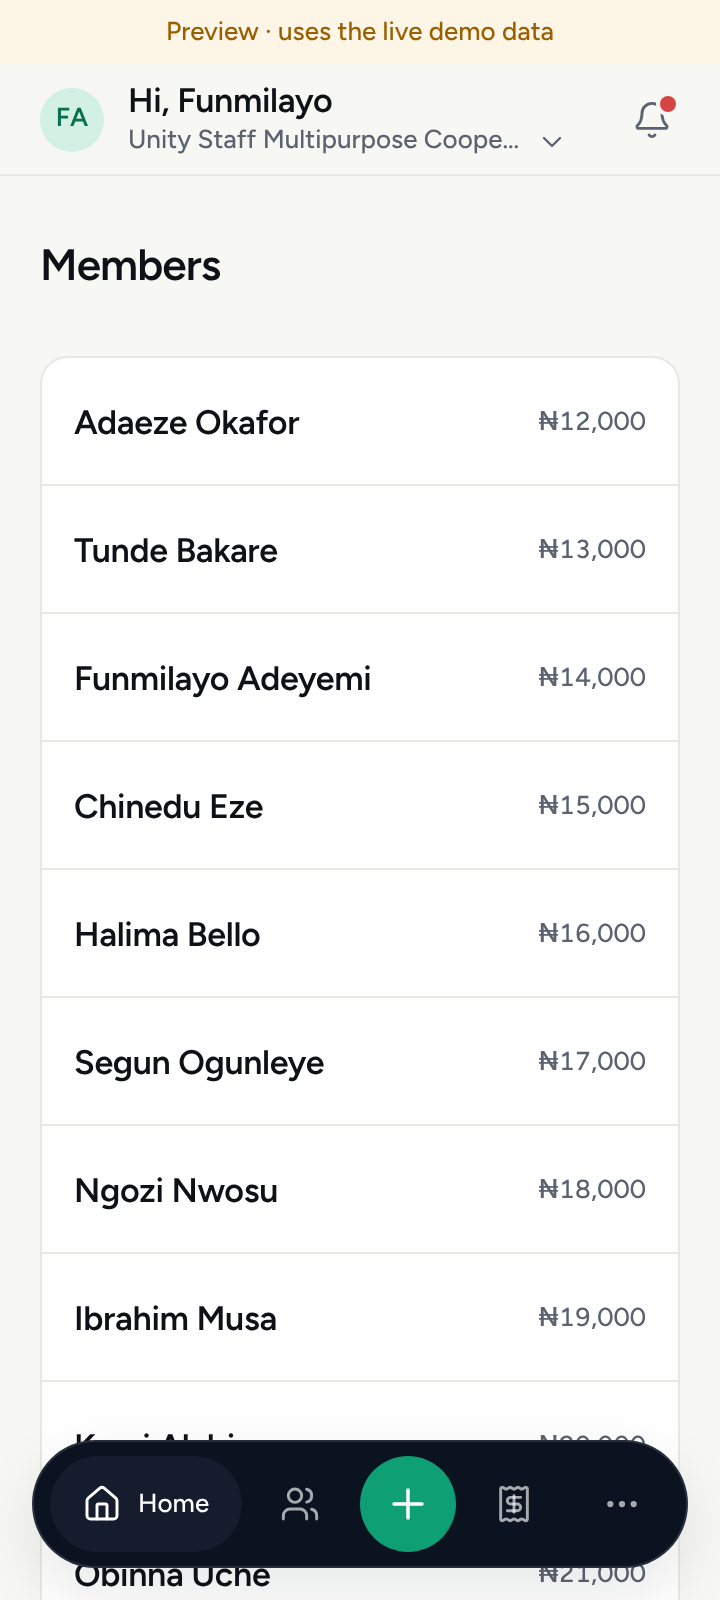 Preview · uses the live demo data
FA
Hi, Funmilayo
Unity Staff Multipurpose Coope...
Members
Adaeze Okafor ₦12,000
Tunde Bakare ₦13,000
Funmilayo Adeyemi ₦14,000
Chinedu Eze ₦15,000
Halima Bello ₦16,000
Segun Ogunleye ₦17,000
Ngozi Nwosu ₦18,000
Ibrahim Musa ₦19,000
Home
Obinna Uche ₦21,000